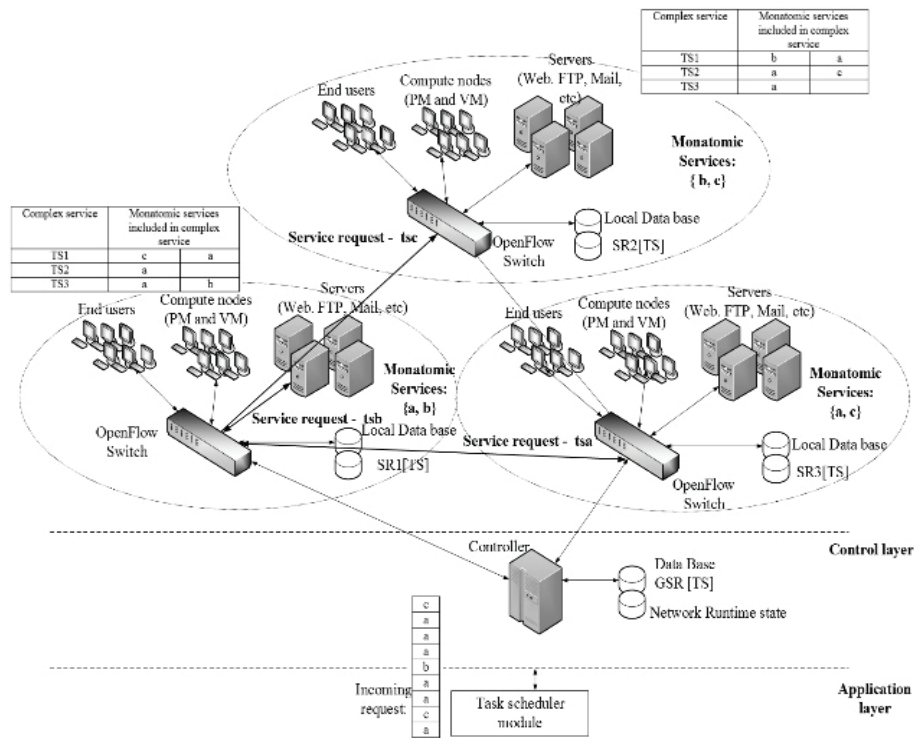 Complex service
Monatomic services
included in complex
service
TS1 b a
TS2 a c
TS3 a
Servers
(Web. FTP, Mail,
etc)
Compute nodes
(PM and VM)
End users
Monatomic
Services:
{b, c}
Local Data base
SR2[TS]
OpenFlow
Switch
Service request - tsc
Complex service
Monatomic services
included in complex
service
TS1 c a
TS2 a
TS3 a b
End users
Compute nodes
(PM and VM)
Servers
(Web. FTP, Mail, etc)
Monatomic
Services:
{a, b}
Service request - tsb
OpenFlow
Switch
Local Data base
SR1[TS]
Service request - tsa
End users
Compute nodes
(PM and VM)
Servers
(Web. FTP, Mail, etc)
Monatomic
Services:
{a, c}
Local Data base
SR3[TS]
OpenFlow
Switch
Control layer
Controller
Data Base
GSR [TS]
Network Runtime state
Incoming
request:
c
a
a
a
b
a
a
c
a
Task scheduler
module
Application
layer